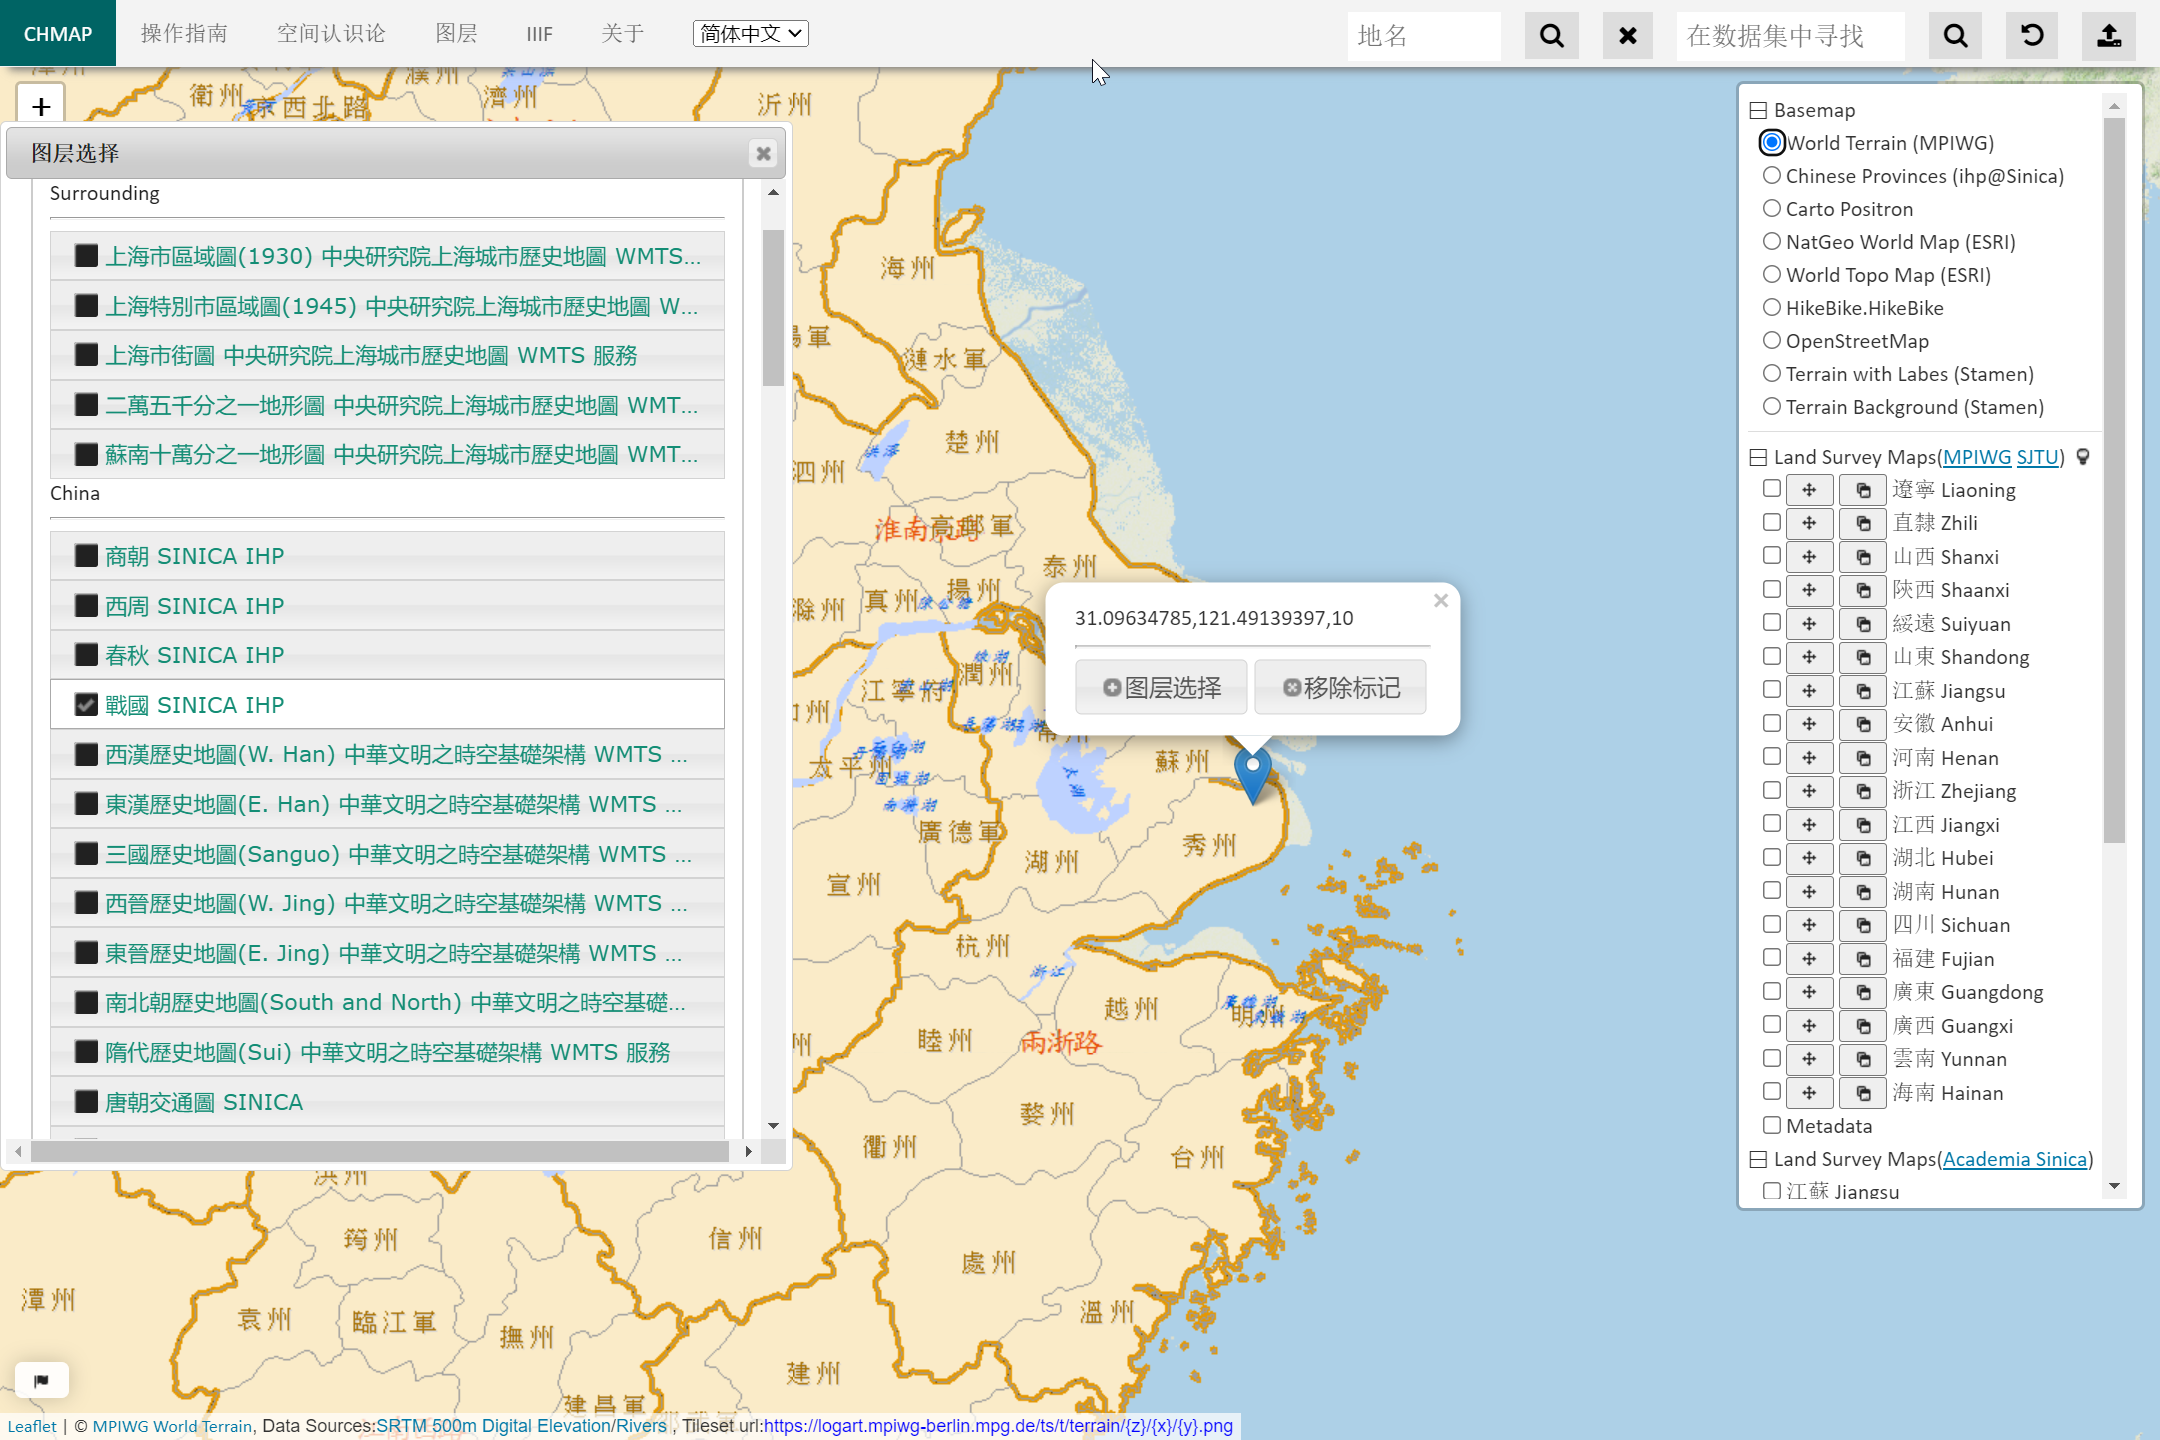 CHMAP 操作指南 空间认识论 图层 IIIF 关于 简体中文 地名 在数据集中寻找
图层选择
Surrounding
上海市區域圖(1930) 中央研究院上海城市歷史地圖 WMTS...
上海特別市區域圖(1945) 中央研究院上海城市歷史地圖 W...
上海市街圖 中央研究院上海城市歷史地圖 WMTS 服務
二萬五千分之一地形圖 中央研究院上海城市歷史地圖 WMT...
蘇南十萬分之一地形圖 中央研究院上海城市歷史地圖 WMT...
China
商朝 SINICA IHP
西周 SINICA IHP
春秋 SINICA IHP
戰國 SINICA IHP
西漢歷史地圖(W. Han) 中華文明之時空基礎架構 WMTS ...
東漢歷史地圖(E. Han) 中華文明之時空基礎架構 WMTS ...
三國歷史地圖(Sanguo) 中華文明之時空基礎架構 WMTS ...
西晉歷史地圖(W. Jing) 中華文明之時空基礎架構 WMTS ...
東晉歷史地圖(E. Jing) 中華文明之時空基礎架構 WMTS ...
南北朝歷史地圖(South and North) 中華文明之時空基礎...
隋代歷史地圖(Sui) 中華文明之時空基礎架構 WMTS 服務
唐朝交通圖 SINICA
衛州
京西北路
濮州
濟州
沂州
海州
漣水軍
楚州
泗州
淮南東路
高郵軍
泰州
揚州
真州
滁州
潤州
江寧府
太平州
蘇州
太湖
廣德軍
秀州
湖州
宣州
杭州
浙江
越州
明州
睦州
兩浙路
婺州
衢州
台州
洪州
筠州
信州
處州
潭州
袁州
臨江軍
撫州
溫州
建州
建昌軍
31.09634785,121.49139397,10
图层选择 移除标记
Basemap
World Terrain (MPIWG)
Chinese Provinces (ihp@Sinica)
Carto Positron
NatGeo World Map (ESRI)
World Topo Map (ESRI)
HikeBike.HikeBike
OpenStreetMap
Terrain with Labes (Stamen)
Terrain Background (Stamen)
Land Survey Maps(MPIWG SJTU)
遼寧 Liaoning
直隸 Zhili
山西 Shanxi
陝西 Shaanxi
綏遠 Suiyuan
山東 Shandong
江蘇 Jiangsu
安徽 Anhui
河南 Henan
浙江 Zhejiang
江西 Jiangxi
湖北 Hubei
湖南 Hunan
四川 Sichuan
福建 Fujian
廣東 Guangdong
廣西 Guangxi
雲南 Yunnan
海南 Hainan
Metadata
Land Survey Maps(Academia Sinica)
江蘇 Jiangsu
Leaflet | © MPIWG World Terrain, Data Sources:SRTM 500m Digital Elevation/Rivers , Tileset url:https://logart.mpiwg-berlin.mpg.de/ts/t/terrain/{z}/{x}/{y}.png